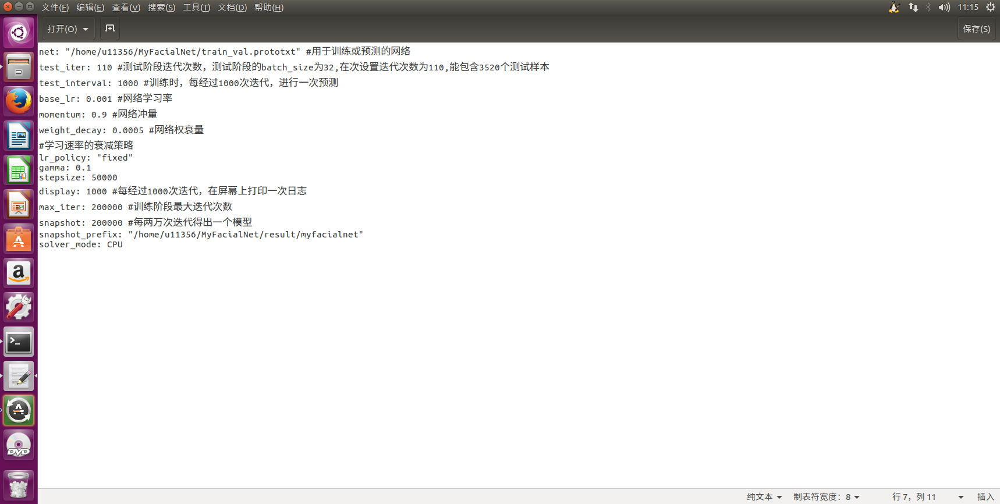 文件(F) 编辑(E) 查看(V) 搜索(S) 工具(T) 文档(D) 帮助(H) 11:15
打开(O) 保存(S)
net: "/home/u11356/MyFacialNet/train_val.prototxt" #用于训练或预测的网络
test_iter: 110 #测试阶段迭代次数，测试阶段的batch_size为32,在次设置迭代次数为110,能包含3520个测试样本
test_interval: 1000 #训练时，每经过1000次迭代，进行一次预测
base_lr: 0.001 #网络学习率
momentum: 0.9 #网络冲量
weight_decay: 0.0005 #网络权衰量
#学习速率的衰减策略
lr_policy: "fixed"
gamma: 0.1
stepsize: 50000
display: 1000 #每经过1000次迭代，在屏幕上打印一次日志
max_iter: 200000 #训练阶段最大迭代次数
snapshot: 200000 #每两万次迭代得出一个模型
snapshot_prefix: "/home/u11356/MyFacialNet/result/myfacialnet"
solver_mode: CPU
a
>_
DVD
纯文本 制表符宽度：8 行 7，列 11 插入